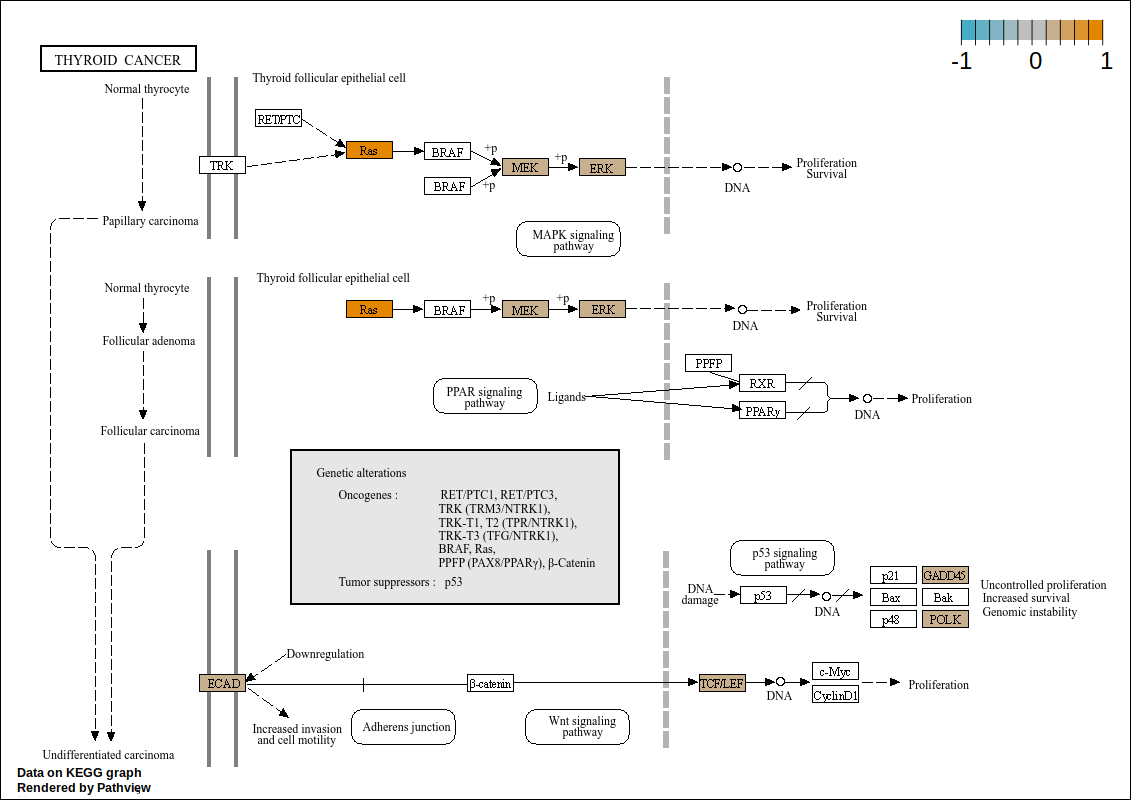 -1 0 1
THYROID CANCER
Thyroid follicular epithelial cell
Normal thyrocyte
RET/PTC
TRK
Ras
BRAF
+p
MEK
+p
ERK
BRAF
+p
DNA
Proliferation
Survival
Papillary carcinoma
MAPK signaling
pathway
Thyroid follicular epithelial cell
Normal thyrocyte
Ras
BRAF
+p
MEK
+p
ERK
DNA
Proliferation
Survival
Follicular adenoma
PPFP
RXR
PPAR signaling
pathway
Ligands
PPARγ
DNA
Proliferation
Follicular carcinoma
Genetic alterations
Oncogenes : RET/PTC1, RET/PTC3,
TRK (TRM3/NTRK1),
TRK-T1, T2 (TPR/NTRK1),
TRK-T3 (TFG/NTRK1),
BRAF, Ras,
PPFP (PAX8/PPARγ), β-Catenin
Tumor suppressors : p53
p53 signaling
pathway
DNA
damage
p53
DNA
p21 GADD45
Bax Bak
p48 POLK
Uncontrolled proliferation
Increased survival
Genomic instability
Downregulation
ECAD
β-catenin
TCF/LEF
DNA
c-Myc
CyclinD1
Proliferation
Increased invasion
and cell motility
Adherens junction
Wnt signaling
pathway
Undifferentiated carcinoma
Data on KEGG graph
Rendered by Pathview